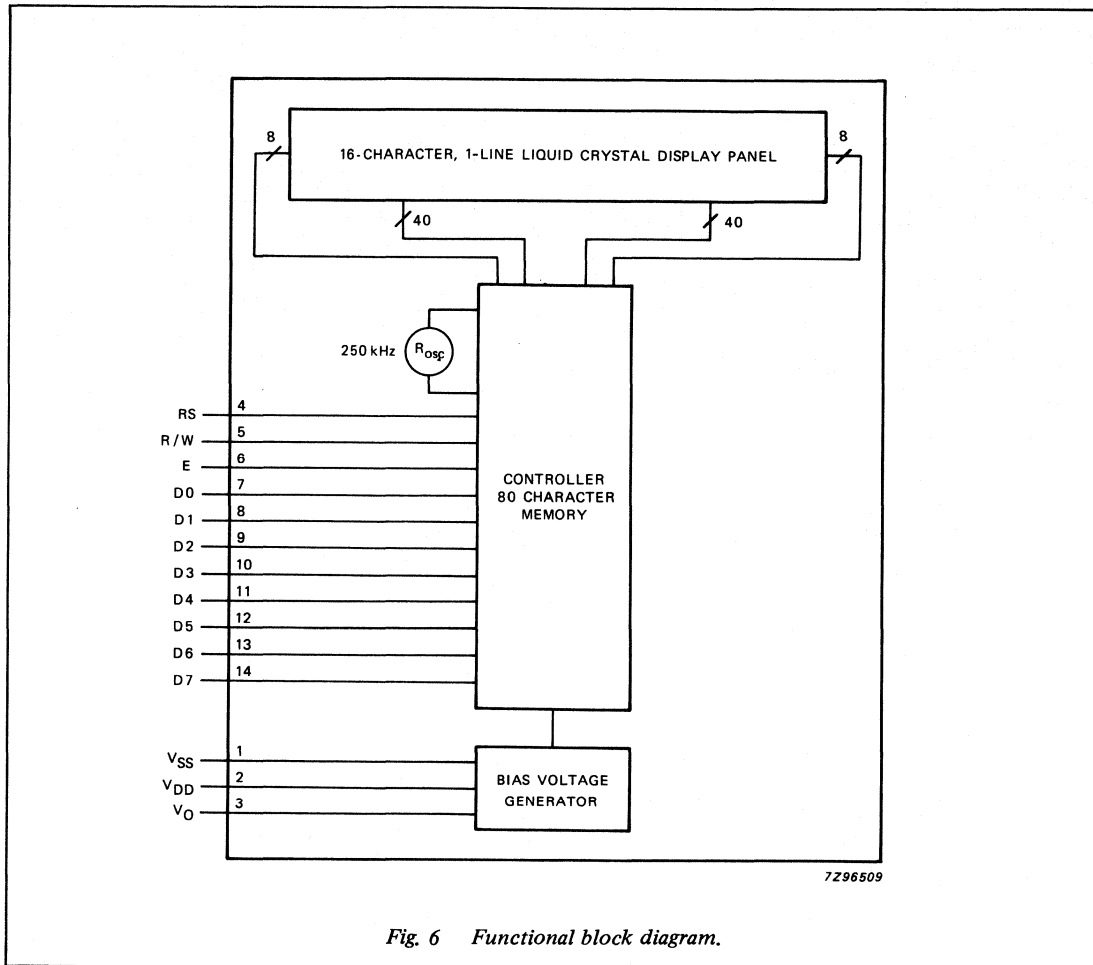 8
8
16-CHARACTER, 1-LINE LIQUID CRYSTAL DISPLAY PANEL
40
40
250 kHz
Rosc
RS
4
R/W
5
E
6
D0
7
D1
8
D2
9
D3
10
D4
11
D5
12
D6
13
D7
14
CONTROLLER
80 CHARACTER
MEMORY
VSS
1
VDD
2
VO
3
BIAS VOLTAGE
GENERATOR
7Z96509
Fig. 6 Functional block diagram.